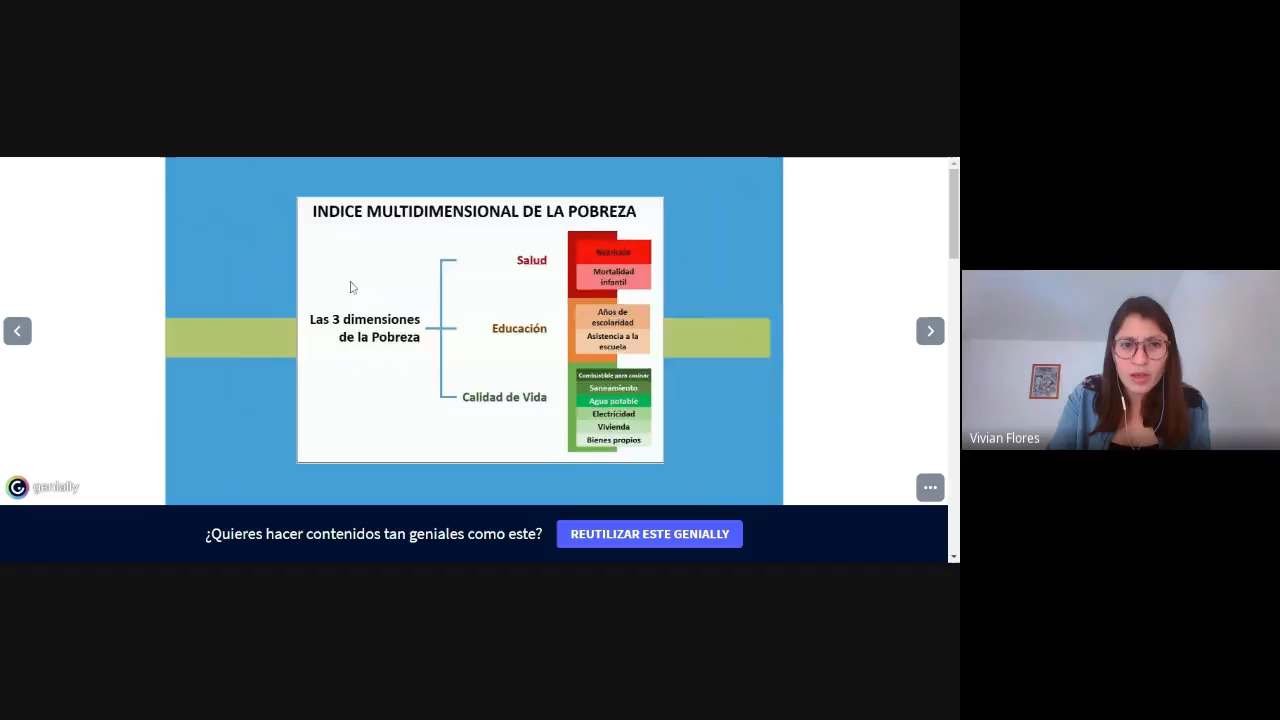 INDICE MULTIDIMENSIONAL DE LA POBREZA
Las 3 dimensiones
de la Pobreza
Salud
Nutrición
Mortalidad
infantil
Educación
Años de
escolaridad
Asistencia a la
escuela
Calidad de Vida
Combustible para cocinar
Saneamiento
Agua potable
Electricidad
Vivienda
Bienes propios
genially
¿Quieres hacer contenidos tan geniales como este?
REUTILIZAR ESTE GENIALLY
Vivian Flores